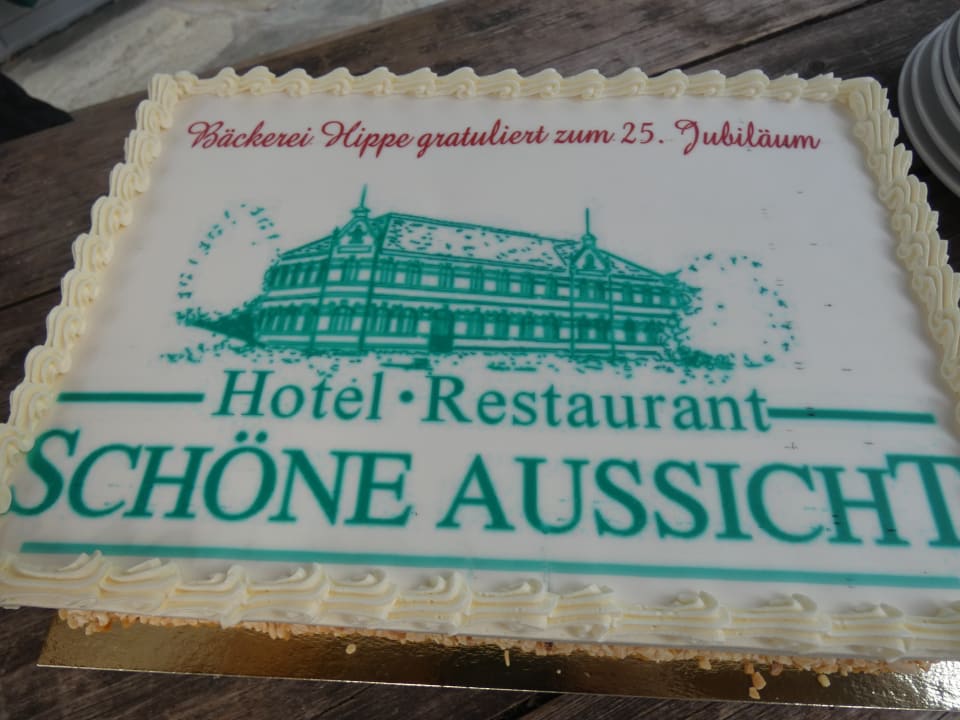 Bäckerei Hippe gratuliert zum 25. Jubiläum
Hotel · Restaurant
SCHÖNE AUSSICHT